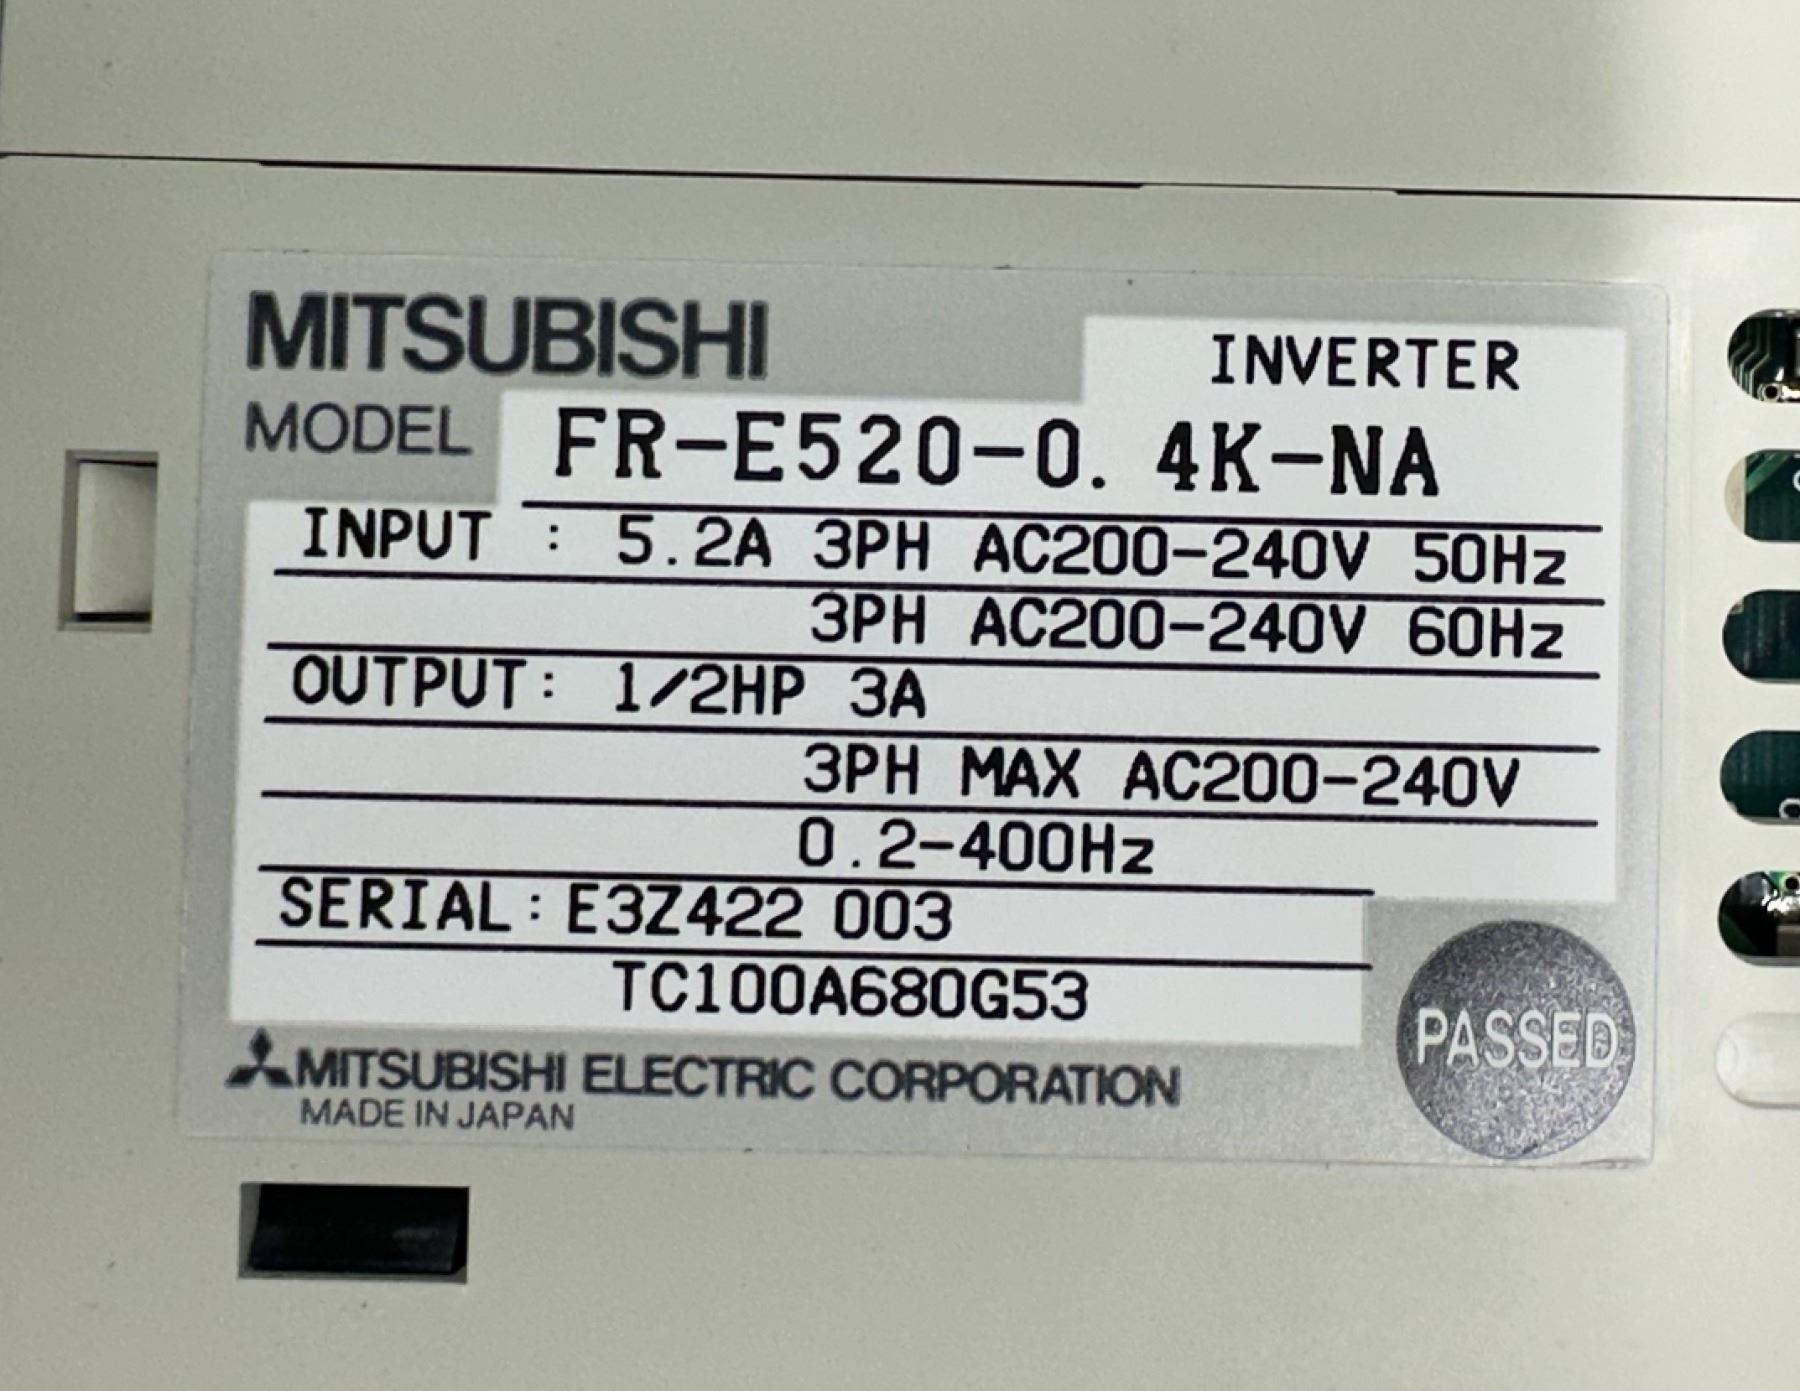 MITSUBISHI
INVERTER
MODEL FR-E520-0.4K-NA
INPUT : 5.2A 3PH AC200-240V 50Hz
3PH AC200-240V 60Hz
OUTPUT: 1/2HP 3A
3PH MAX AC200-240V
0.2-400Hz
SERIAL: E3Z422 003
TC100A680G53
PASSED
MITSUBISHI ELECTRIC CORPORATION
MADE IN JAPAN